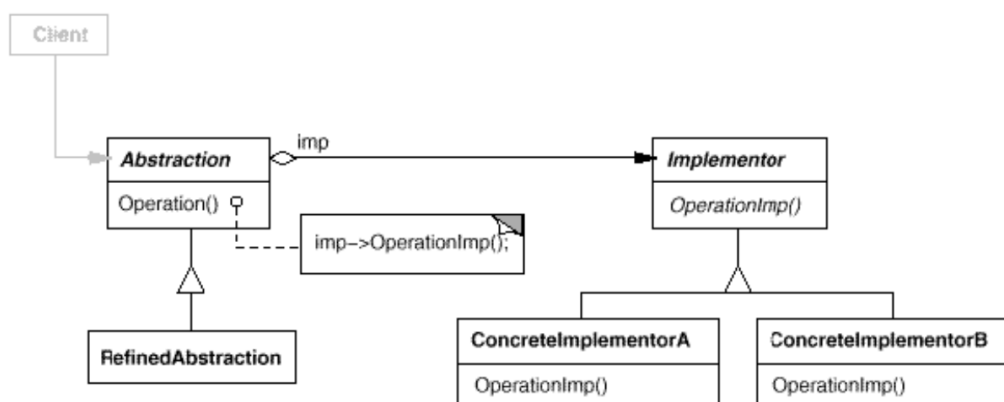 Client
imp
Abstraction
Implementor
Operation()
OperationImp()
imp->OperationImp();
RefinedAbstraction
ConcreteImplementorA
ConcreteImplementorB
OperationImp()
OperationImp()